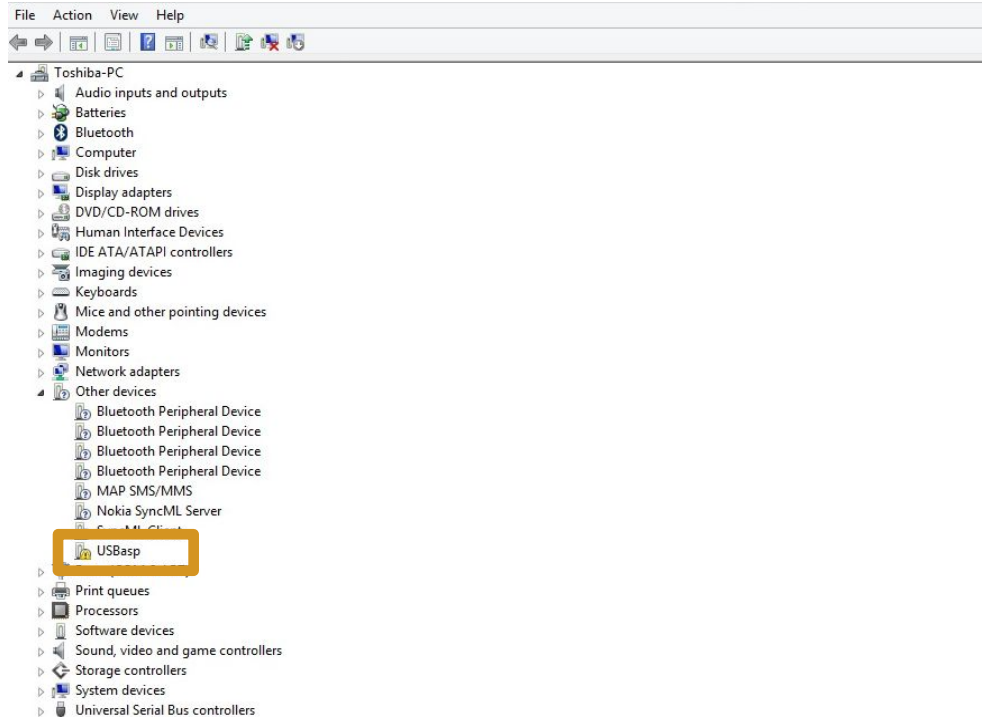 File Action View Help
Toshiba-PC
Audio inputs and outputs
Batteries
Bluetooth
Computer
Disk drives
Display adapters
DVD/CD-ROM drives
Human Interface Devices
IDE ATA/ATAPI controllers
Imaging devices
Keyboards
Mice and other pointing devices
Modems
Monitors
Network adapters
Other devices
Bluetooth Peripheral Device
Bluetooth Peripheral Device
Bluetooth Peripheral Device
Bluetooth Peripheral Device
MAP SMS/MMS
Nokia SyncML Server
SyncML Client
USBasp
Print queues
Processors
Software devices
Sound, video and game controllers
Storage controllers
System devices
Universal Serial Bus controllers